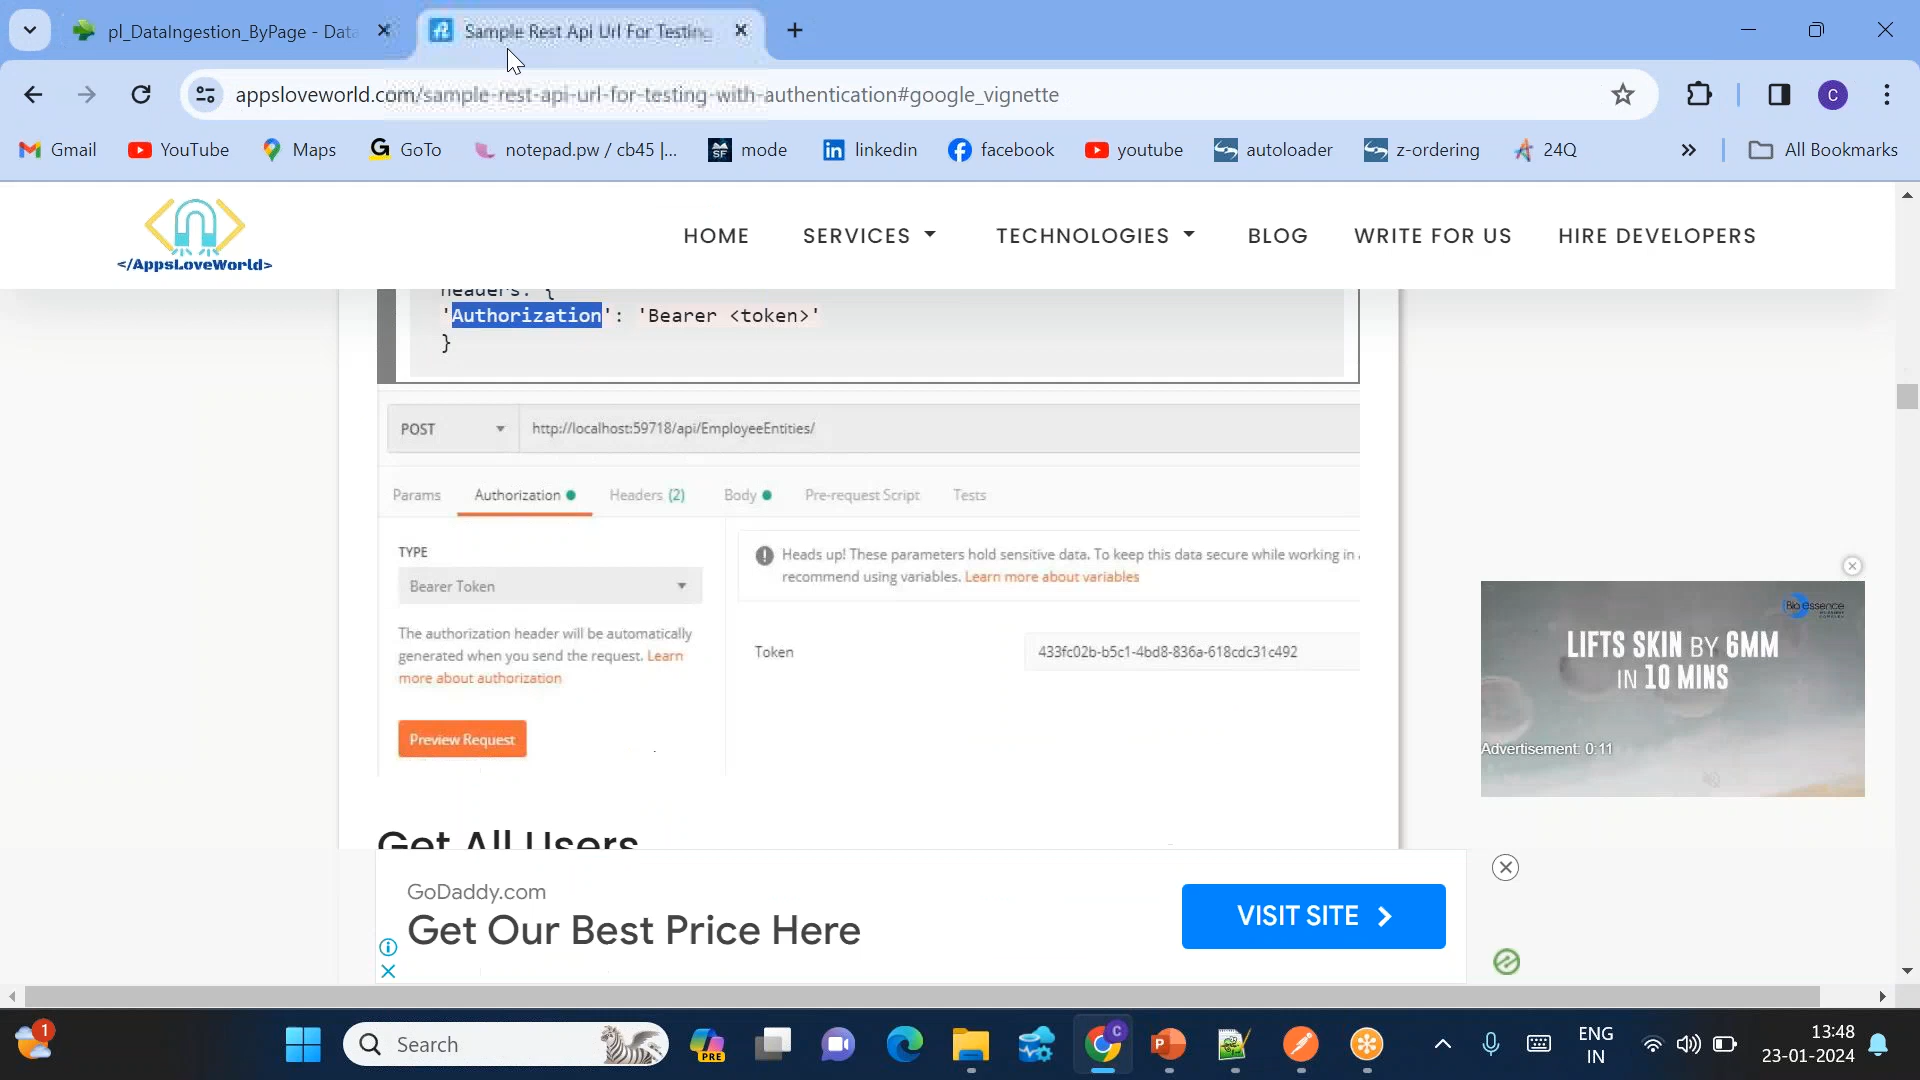 pl_DataIngestion_ByPage - Data
Sample Rest Api Url For Testing
appsloveworld.com/sample-rest-api-url-for-testing-with-authentication#google_vignette
Gmail
YouTube
Maps
GoTo
notepad.pw / cb45 |...
mode
linkedin
facebook
youtube
autoloader
z-ordering
24Q
»
All Bookmarks
</AppsLoveWorld>
HOME
SERVICES
TECHNOLOGIES
BLOG
WRITE FOR US
HIRE DEVELOPERS
headers: {
'Authorization': 'Bearer <token>'
}
POST
http://localhost:59718/api/EmployeeEntities/
Params
Authorization
Headers (2)
Body
Pre-request Script
Tests
TYPE
Bearer Token
The authorization header will be automatically
generated when you send the request. Learn
more about authorization
Preview Request
Heads up! These parameters hold sensitive data. To keep this data secure while working in
recommend using variables. Learn more about variables
Token
433fc02b-b5c1-4bd8-836a-618cdc31c492
Bio essence
LIFTS SKIN BY 6MM
IN 10 MINS
Advertisement: 0:11
Get All Users
GoDaddy.com
Get Our Best Price Here
VISIT SITE
1
Search
PRE
C
ENG
IN
13:48
23-01-2024